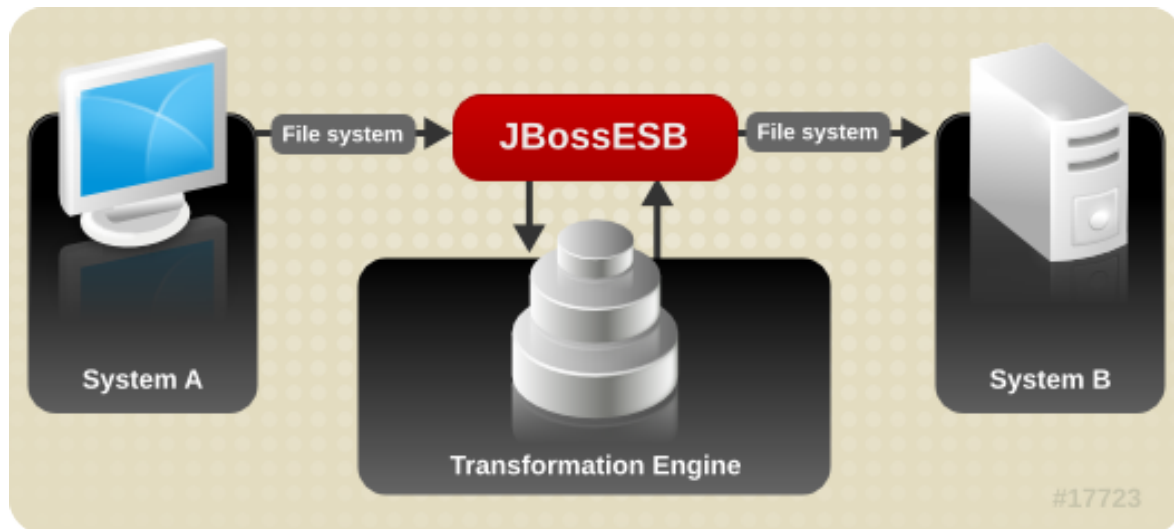 File system
JBossESB
File system
System A
System B
Transformation Engine
#17723